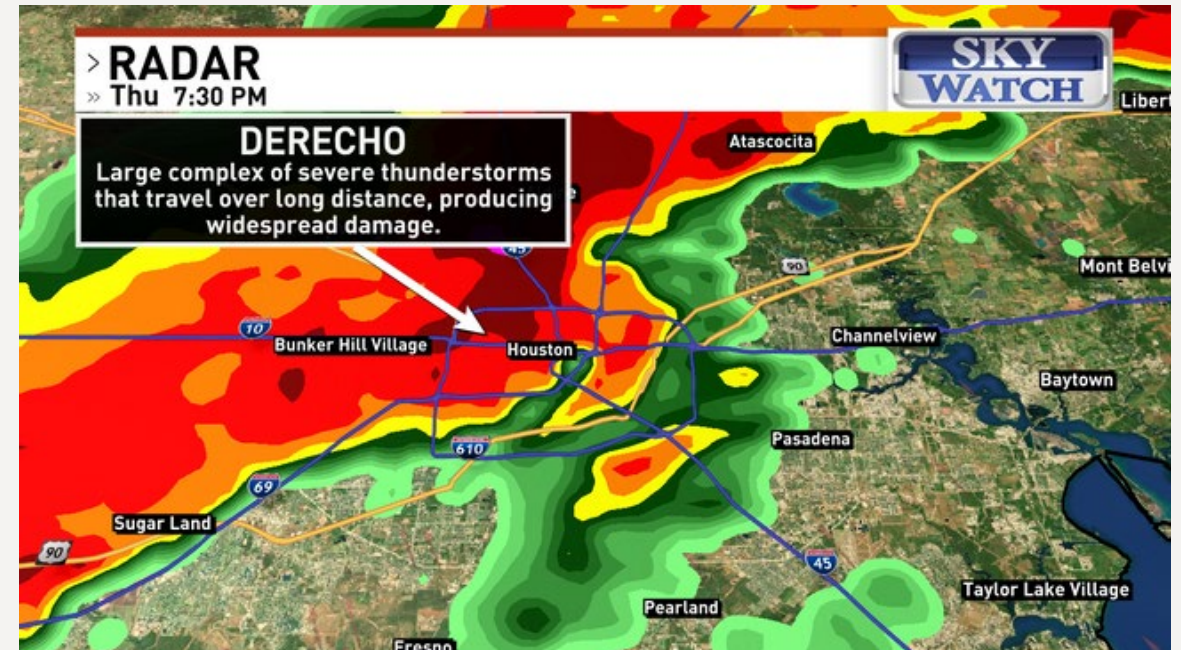 > RADAR
» Thu 7:30 PM
SKY
WATCH
DERECHO
Large complex of severe thunderstorms
that travel over long distance, producing
widespread damage.
Atascocita
45
90
10
Bunker Hill Village
Houston
Channelview
Baytown
610
Pasadena
69
Sugar Land
90
45
Taylor Lake Village
Pearland
Fresno